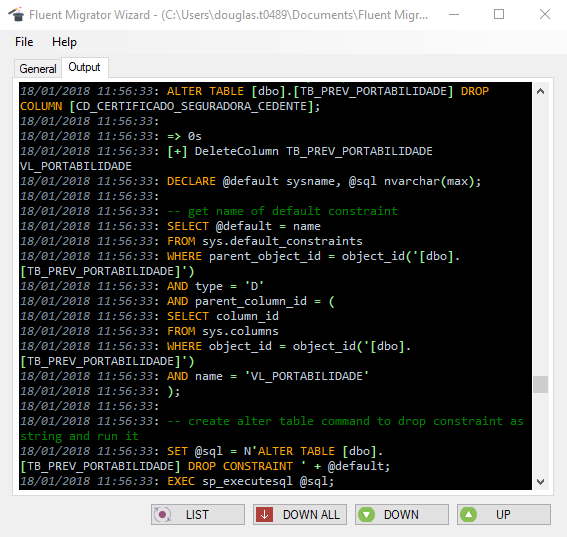 Fluent Migrator Wizard - (C:\Users\douglas.t0489\Documents\Fluent Migr...
File Help
General Output
18/01/2018 11:56:33: ALTER TABLE [dbo].[TB_PREV_PORTABILIDADE] DROP
COLUMN [CD_CERTIFICADO_SEGURADORA_CEDENTE];
18/01/2018 11:56:33:
18/01/2018 11:56:33: => 0s
18/01/2018 11:56:33: [+] DeleteColumn TB_PREV_PORTABILIDADE
VL_PORTABILIDADE
18/01/2018 11:56:33: DECLARE @default sysname, @sql nvarchar(max);
18/01/2018 11:56:33:
18/01/2018 11:56:33: -- get name of default constraint
18/01/2018 11:56:33: SELECT @default = name
18/01/2018 11:56:33: FROM sys.default_constraints
18/01/2018 11:56:33: WHERE parent_object_id = object_id('[dbo].
[TB_PREV_PORTABILIDADE]')
18/01/2018 11:56:33: AND type = 'D'
18/01/2018 11:56:33: AND parent_column_id = (
18/01/2018 11:56:33: SELECT column_id
18/01/2018 11:56:33: FROM sys.columns
18/01/2018 11:56:33: WHERE object_id = object_id('[dbo].
[TB_PREV_PORTABILIDADE]')
18/01/2018 11:56:33: AND name = 'VL_PORTABILIDADE'
18/01/2018 11:56:33: );
18/01/2018 11:56:33:
18/01/2018 11:56:33: -- create alter table command to drop constraint as
string and run it
18/01/2018 11:56:33: SET @sql = N'ALTER TABLE [dbo].
[TB_PREV_PORTABILIDADE] DROP CONSTRAINT ' + @default;
18/01/2018 11:56:33: EXEC sp_executesql @sql;
LIST DOWN ALL DOWN UP